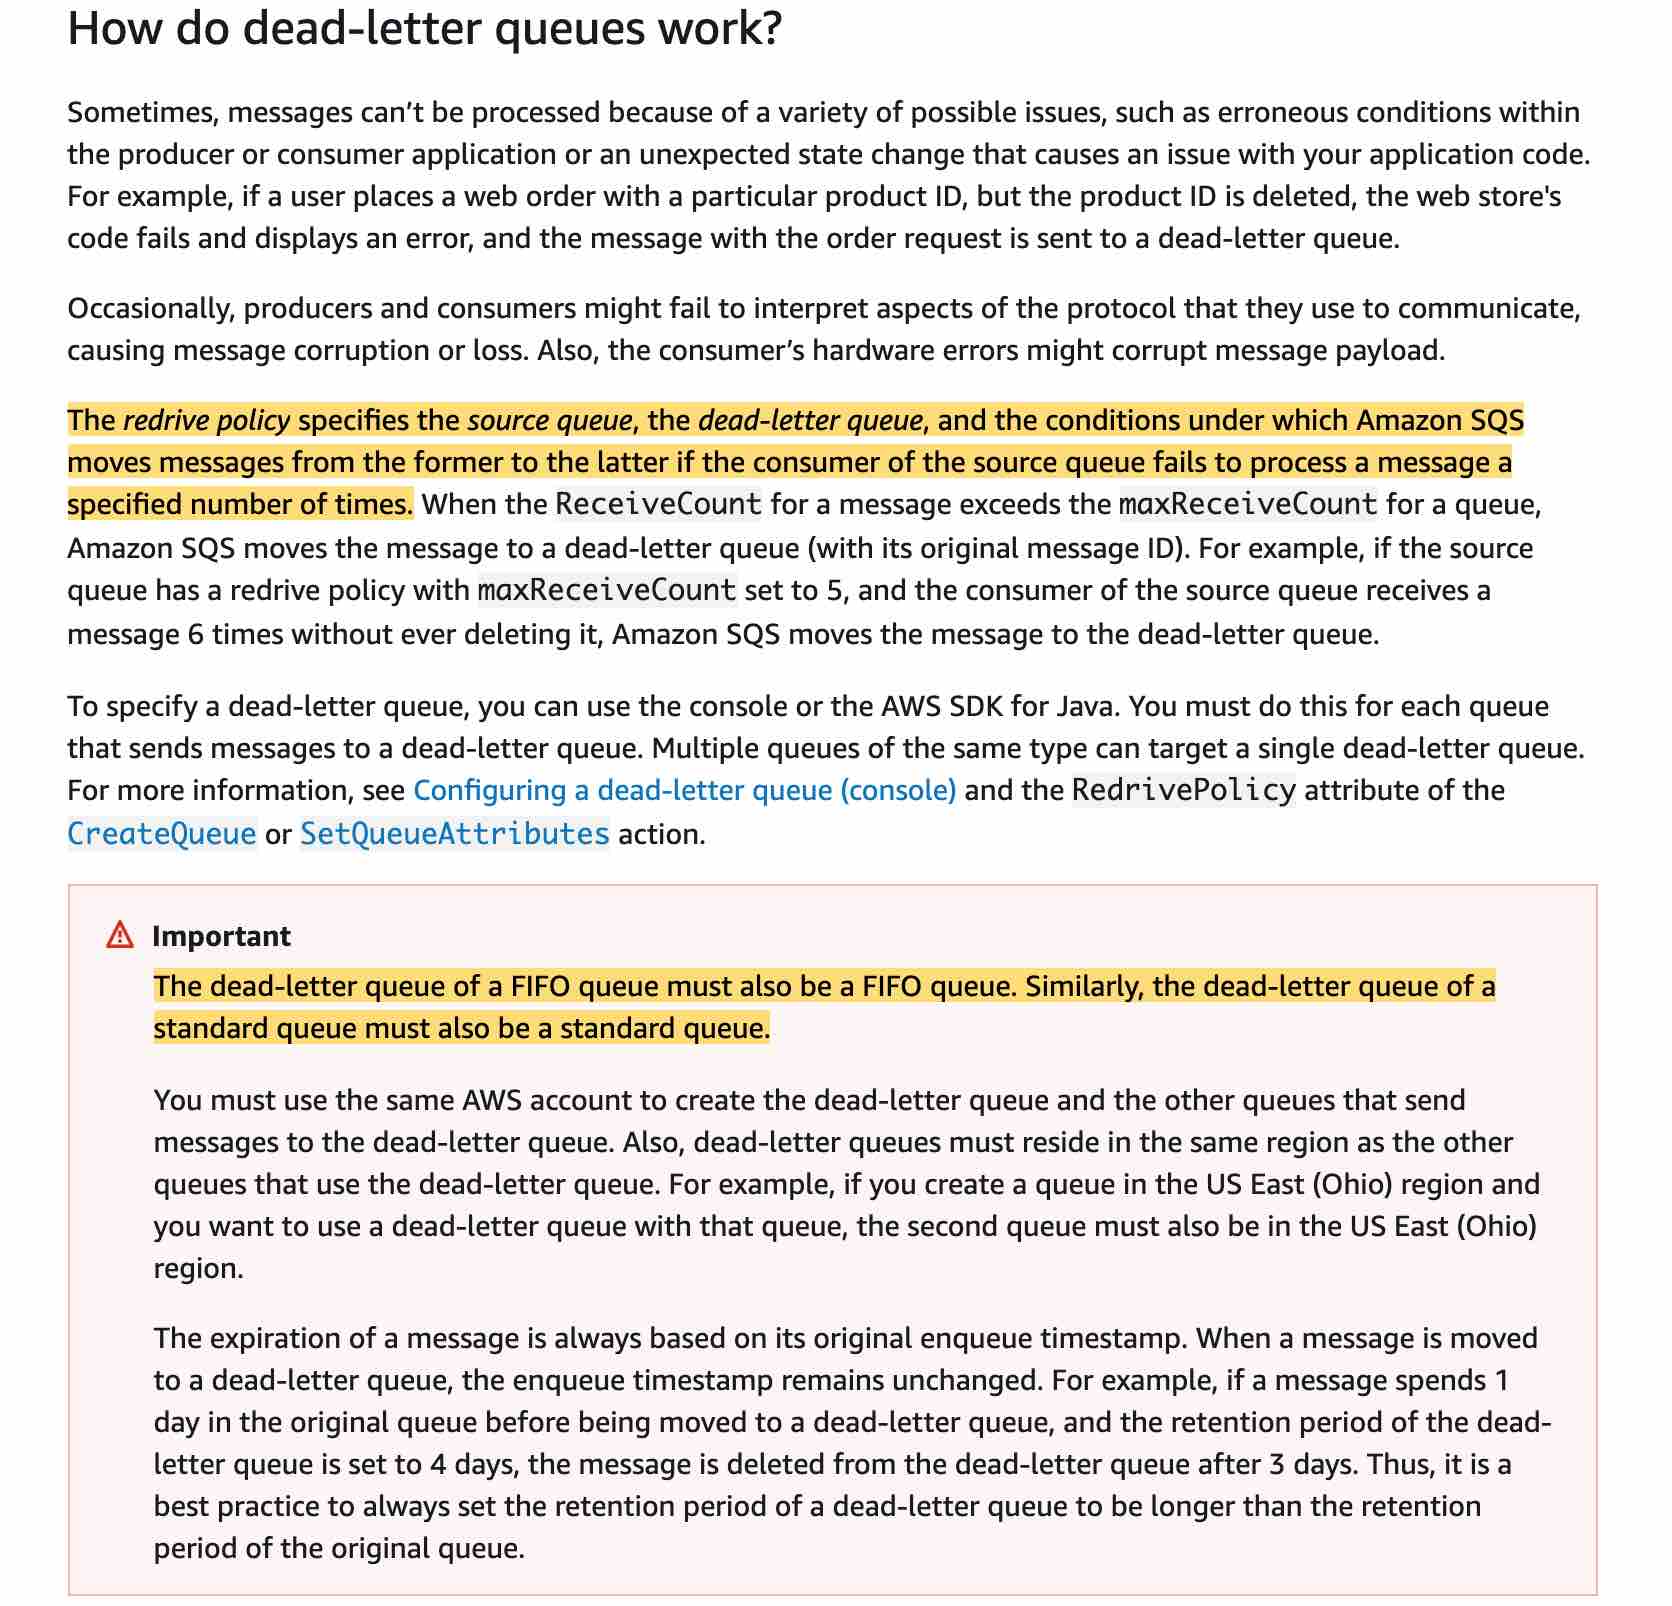 How do dead-letter queues work?
Sometimes, messages can’t be processed because of a variety of possible issues, such as erroneous conditions within
the producer or consumer application or an unexpected state change that causes an issue with your application code.
For example, if a user places a web order with a particular product ID, but the product ID is deleted, the web store's
code fails and displays an error, and the message with the order request is sent to a dead-letter queue.
Occasionally, producers and consumers might fail to interpret aspects of the protocol that they use to communicate,
causing message corruption or loss. Also, the consumer’s hardware errors might corrupt message payload.
The redrive policy specifies the source queue, the dead-letter queue, and the conditions under which Amazon SQS
moves messages from the former to the latter if the consumer of the source queue fails to process a message a
specified number of times. When the ReceiveCount for a message exceeds the maxReceiveCount for a queue,
Amazon SQS moves the message to a dead-letter queue (with its original message ID). For example, if the source
queue has a redrive policy with maxReceiveCount set to 5, and the consumer of the source queue receives a
message 6 times without ever deleting it, Amazon SQS moves the message to the dead-letter queue.
To specify a dead-letter queue, you can use the console or the AWS SDK for Java. You must do this for each queue
that sends messages to a dead-letter queue. Multiple queues of the same type can target a single dead-letter queue.
For more information, see Configuring a dead-letter queue (console) and the RedrivePolicy attribute of the
CreateQueue or SetQueueAttributes action.
Important
The dead-letter queue of a FIFO queue must also be a FIFO queue. Similarly, the dead-letter queue of a
standard queue must also be a standard queue.
You must use the same AWS account to create the dead-letter queue and the other queues that send
messages to the dead-letter queue. Also, dead-letter queues must reside in the same region as the other
queues that use the dead-letter queue. For example, if you create a queue in the US East (Ohio) region and
you want to use a dead-letter queue with that queue, the second queue must also be in the US East (Ohio)
region.
The expiration of a message is always based on its original enqueue timestamp. When a message is moved
to a dead-letter queue, the enqueue timestamp remains unchanged. For example, if a message spends 1
day in the original queue before being moved to a dead-letter queue, and the retention period of the dead-
letter queue is set to 4 days, the message is deleted from the dead-letter queue after 3 days. Thus, it is a
best practice to always set the retention period of a dead-letter queue to be longer than the retention
period of the original queue.